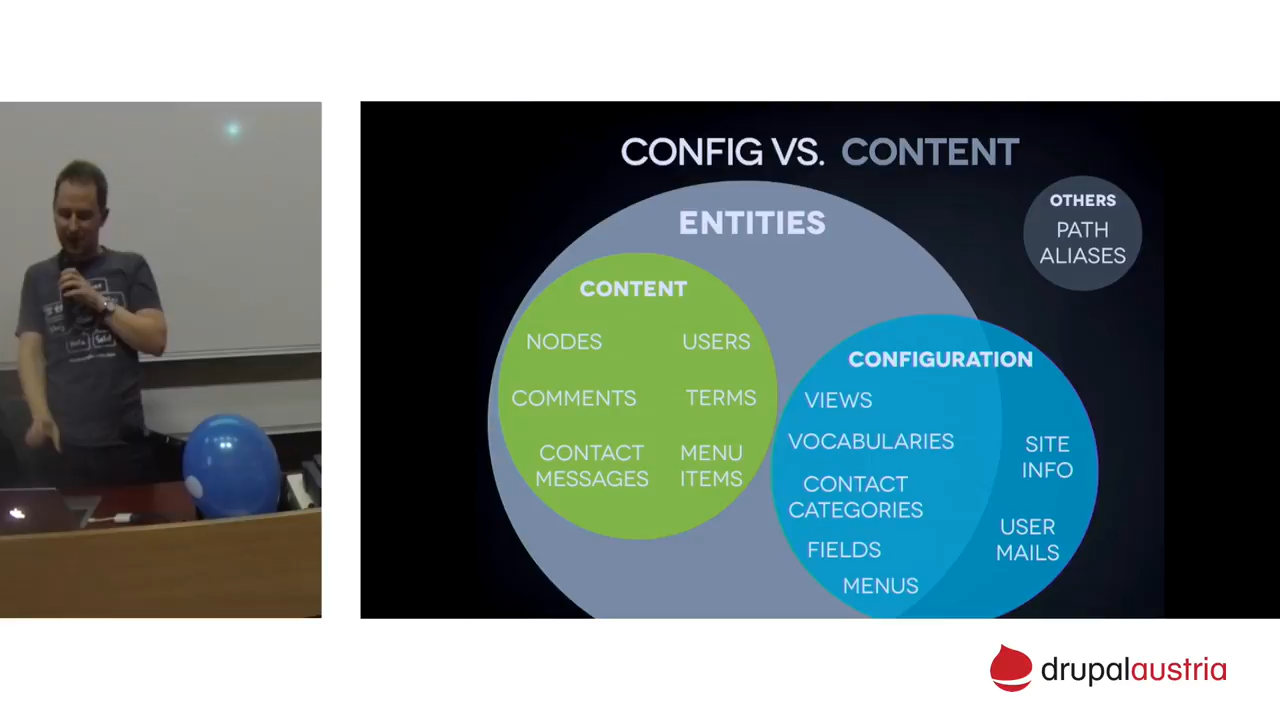 CONFIG VS. CONTENT
ENTITIES
OTHERS
PATH
ALIASES
CONTENT
NODES USERS
COMMENTS TERMS
CONTACT MENU
MESSAGES ITEMS
CONFIGURATION
VIEWS
VOCABULARIES
CONTACT
CATEGORIES
FIELDS
MENUS
SITE
INFO
USER
MAILS
drupalaustria